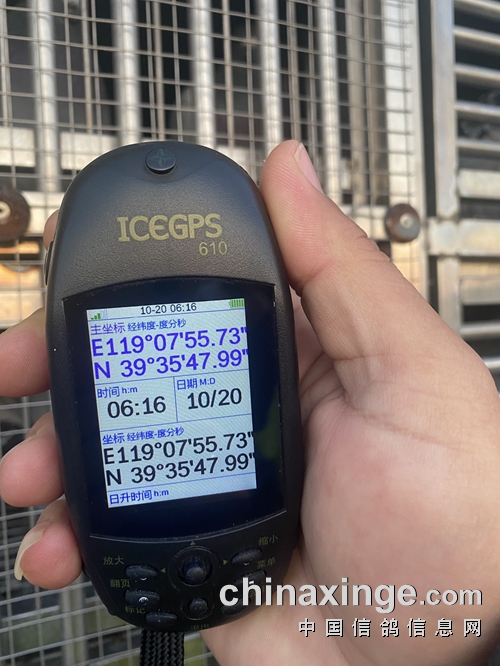 ICEGPS
610
10-20 06:16
主坐标 经纬度-度分秒
E119°07'55.73"
N 39°35'47.99"
时间 h:m
日期 M:D
06:16
10/20
坐标 经纬度-度分秒
E119°07'55.73"
N 39°35'47.99"
日升时间 h:m
放大
缩小
翻页
菜单
标记
退出
chinaxinge.com
中国信鸽信息网